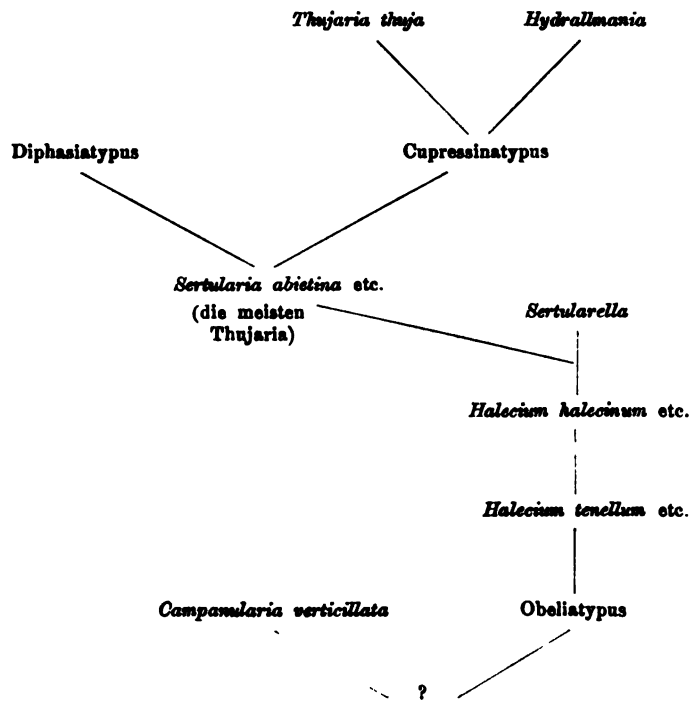 Thujaria thuja Hydrallmania
Diphasiatypus Cupressinatypus
Sertularia abietina etc.
(die meisten
Thujaria)
Sertularella
Halecium halecinum etc.
Halecium tenellum etc.
Campanularia verticillata Obeliatypus
?